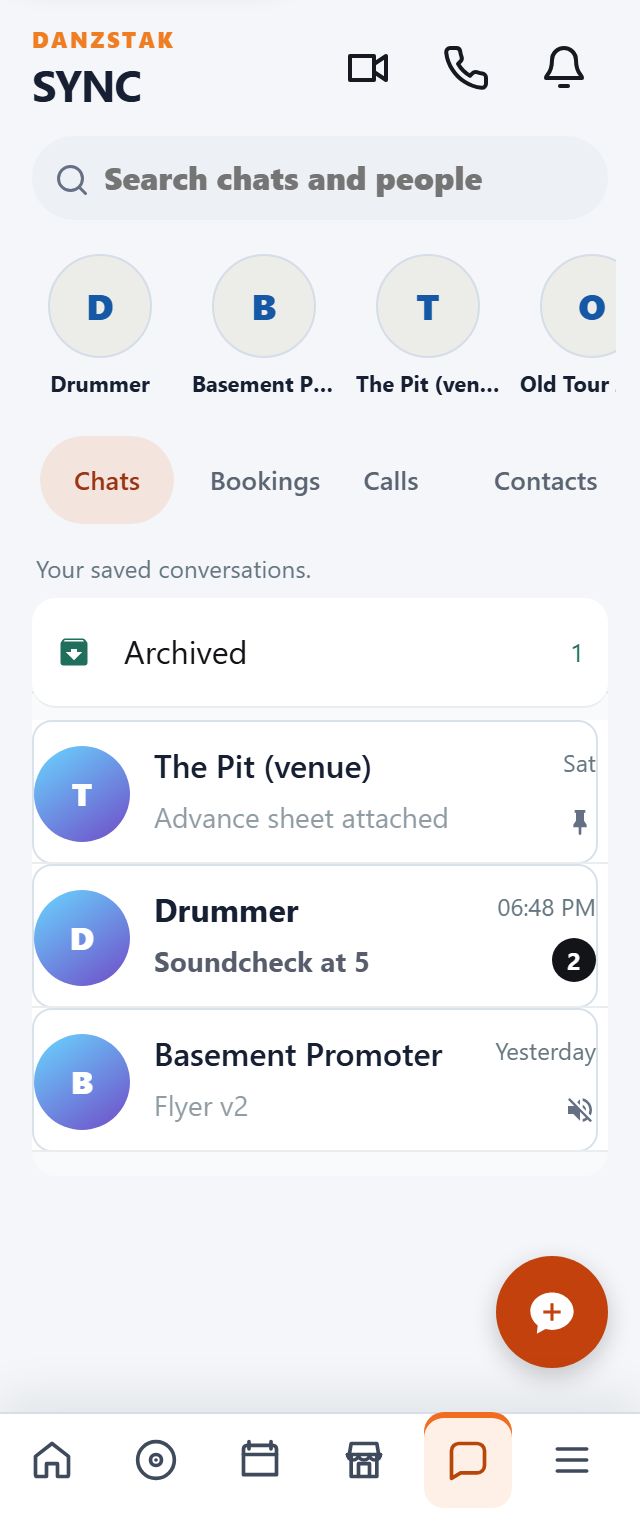 DANZSTAK
SYNC
Search chats and people
D B T O
Drummer Basement P... The Pit (ven... Old Tour
Chats Bookings Calls Contacts
Your saved conversations.
Archived 1
T The Pit (venue) Sat
Advance sheet attached
D Drummer 06:48 PM
Soundcheck at 5 2
B Basement Promoter Yesterday
Flyer v2